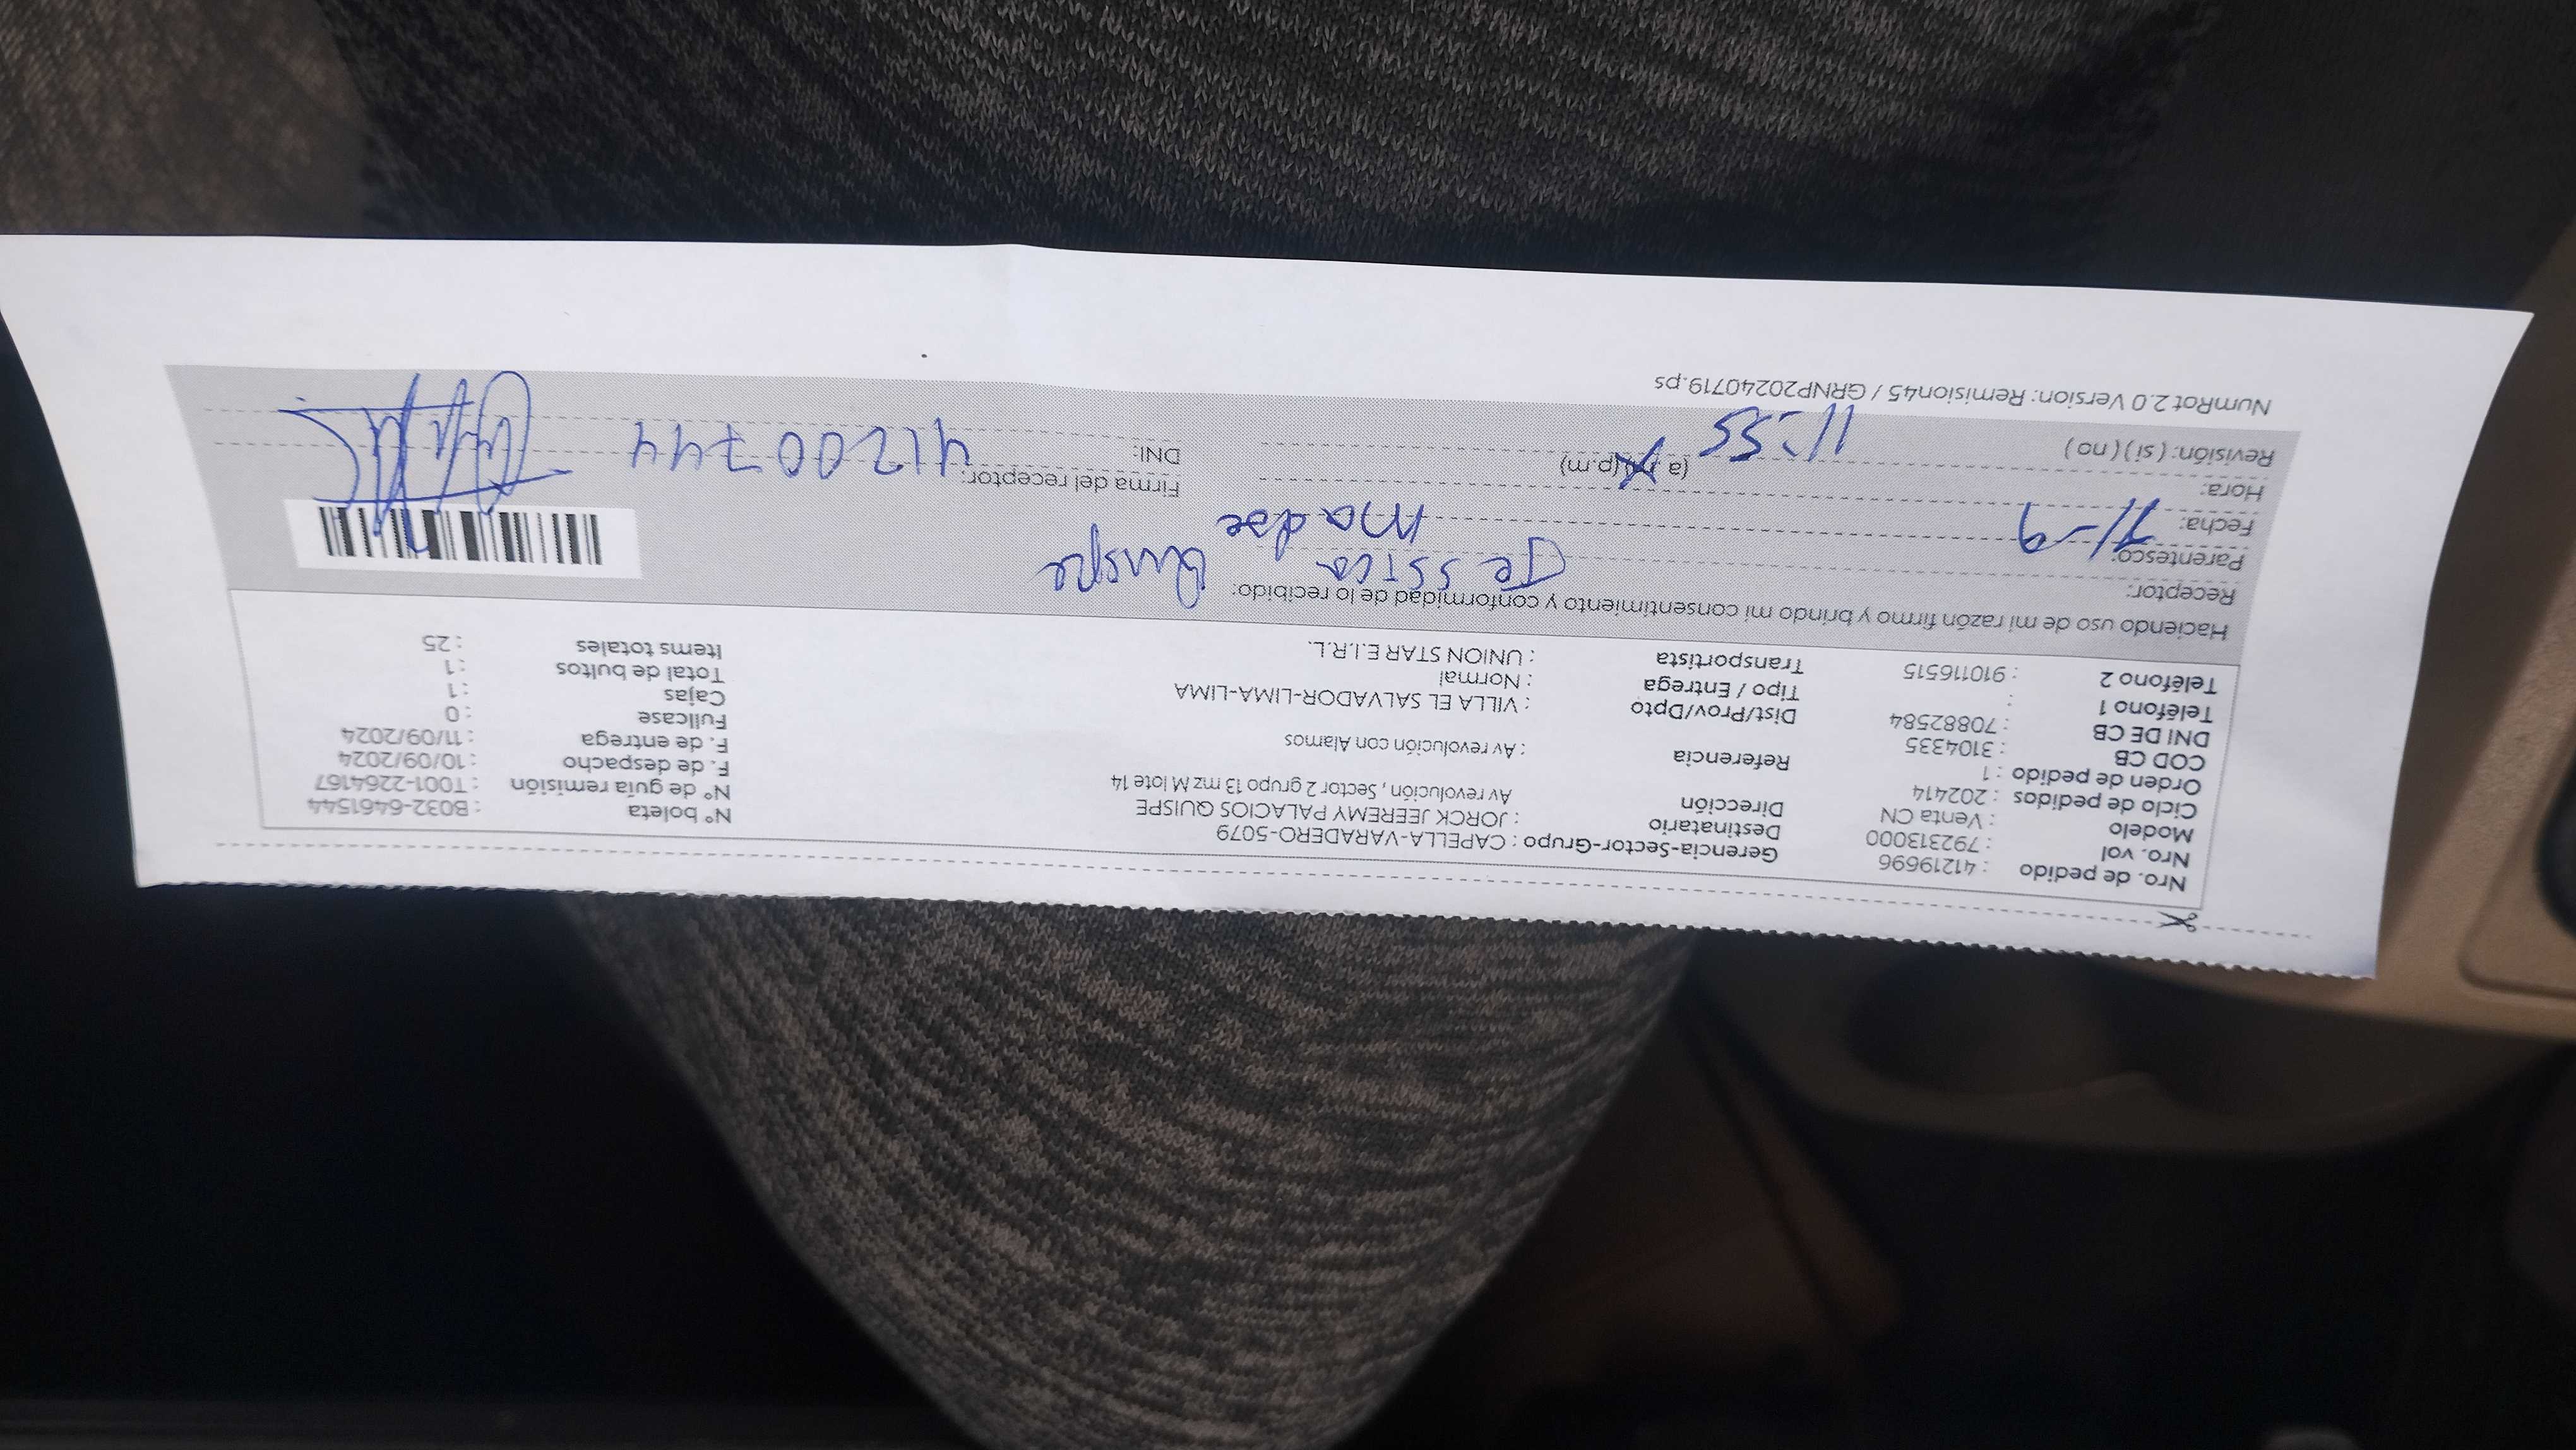 Nro. de pedido : 41219696
Nro. vol : 792313000
Modelo : Venta CN
Ciclo de pedidos : 202414
Orden de pedido : 1
COD CB : 3104335
DNI DE CB : 70882584
Teléfono 1 :
Teléfono 2 : 910116515
Gerencia-Sector-Grupo : CAPELLA-VARADERO-5079
Destinatario : JORCK JEEREMY PALACIOS QUISPE
Dirección Av revolución , Sector 2 grupo 13 mz M lote 14
Referencia : Av revolución con Alamos
Dist/Prov/Dpto : VILLA EL SALVADOR-LIMA-LIMA
Tipo / Entrega : Normal
Transportista : UNION STAR E.I.R.L.
Nº boleta : B032-6461544
Nº de guía remisión : T001-2264167
F. de despacho : 10/09/2024
F. de entrega : 11/09/2024
Fullcase : 0
Cajas : 1
Total de bultos : 1
Items totales : 25
Haciendo uso de mi razón firmo y brindo mi consentimiento y conformidad de lo recibido:
Receptor: Jessica Quispe
Parentesco: madre
Fecha: 11-9
Hora: 11:55 (a.m)(p.m)
Revisión: ( si ) ( no )
Firma del receptor:
DNI: 41200744
NumRot 2.0 Version: Remision45 / GRNP20240719.ps